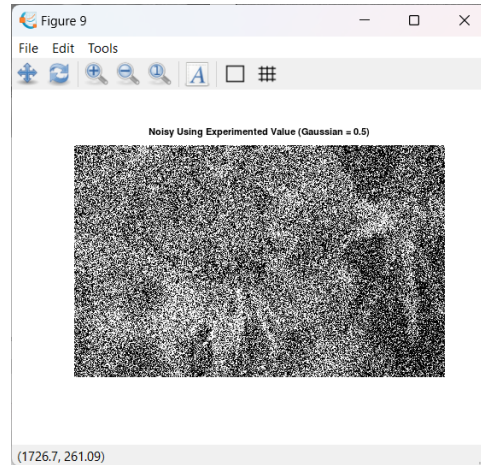 Figure 9
File Edit Tools
A
Noisy Using Experimented Value (Gaussian = 0.5)
(1726.7, 261.09)